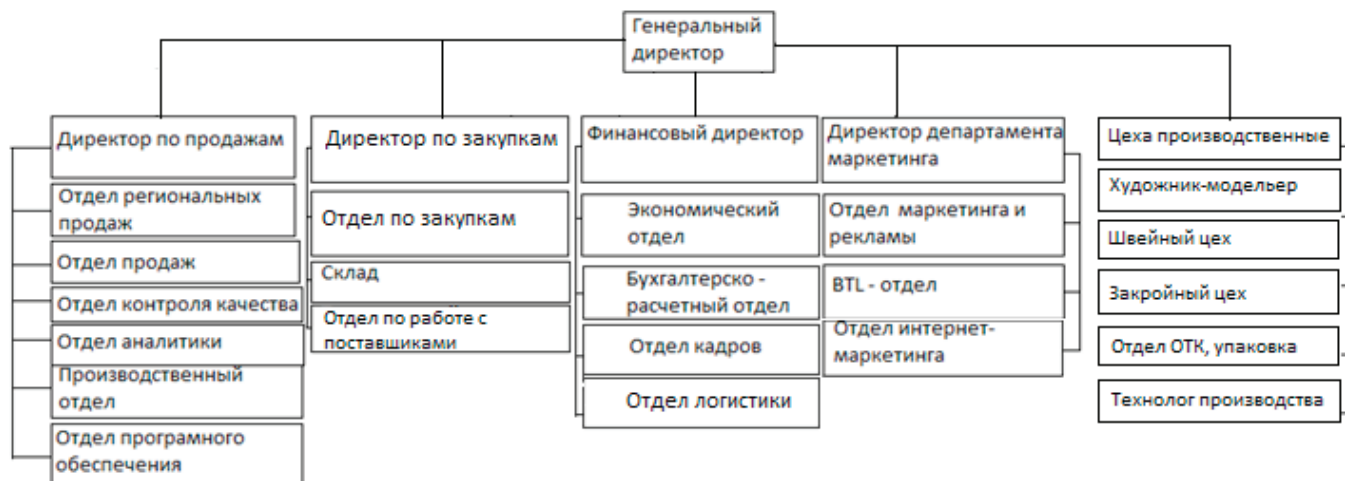 Генеральный
директор
Директор по продажам
Отдел региональных
продаж
Отдел продаж
Отдел контроля качества
Отдел аналитики
Производственный
отдел
Отдел програмного
обеспечения
Директор по закупкам
Отдел по закупкам
Склад
Отдел по работе с
поставщиками
Финансовый директор
Экономический
отдел
Бухгалтерско -
расчетный отдел
Отдел кадров
Отдел логистики
Директор департамента
маркетинга
Отдел маркетинга и
рекламы
BTL - отдел
Отдел интернет-
маркетинга
Цеха производственные
Художник-модельер
Швейный цех
Закройный цех
Отдел ОТК, упаковка
Технолог производства